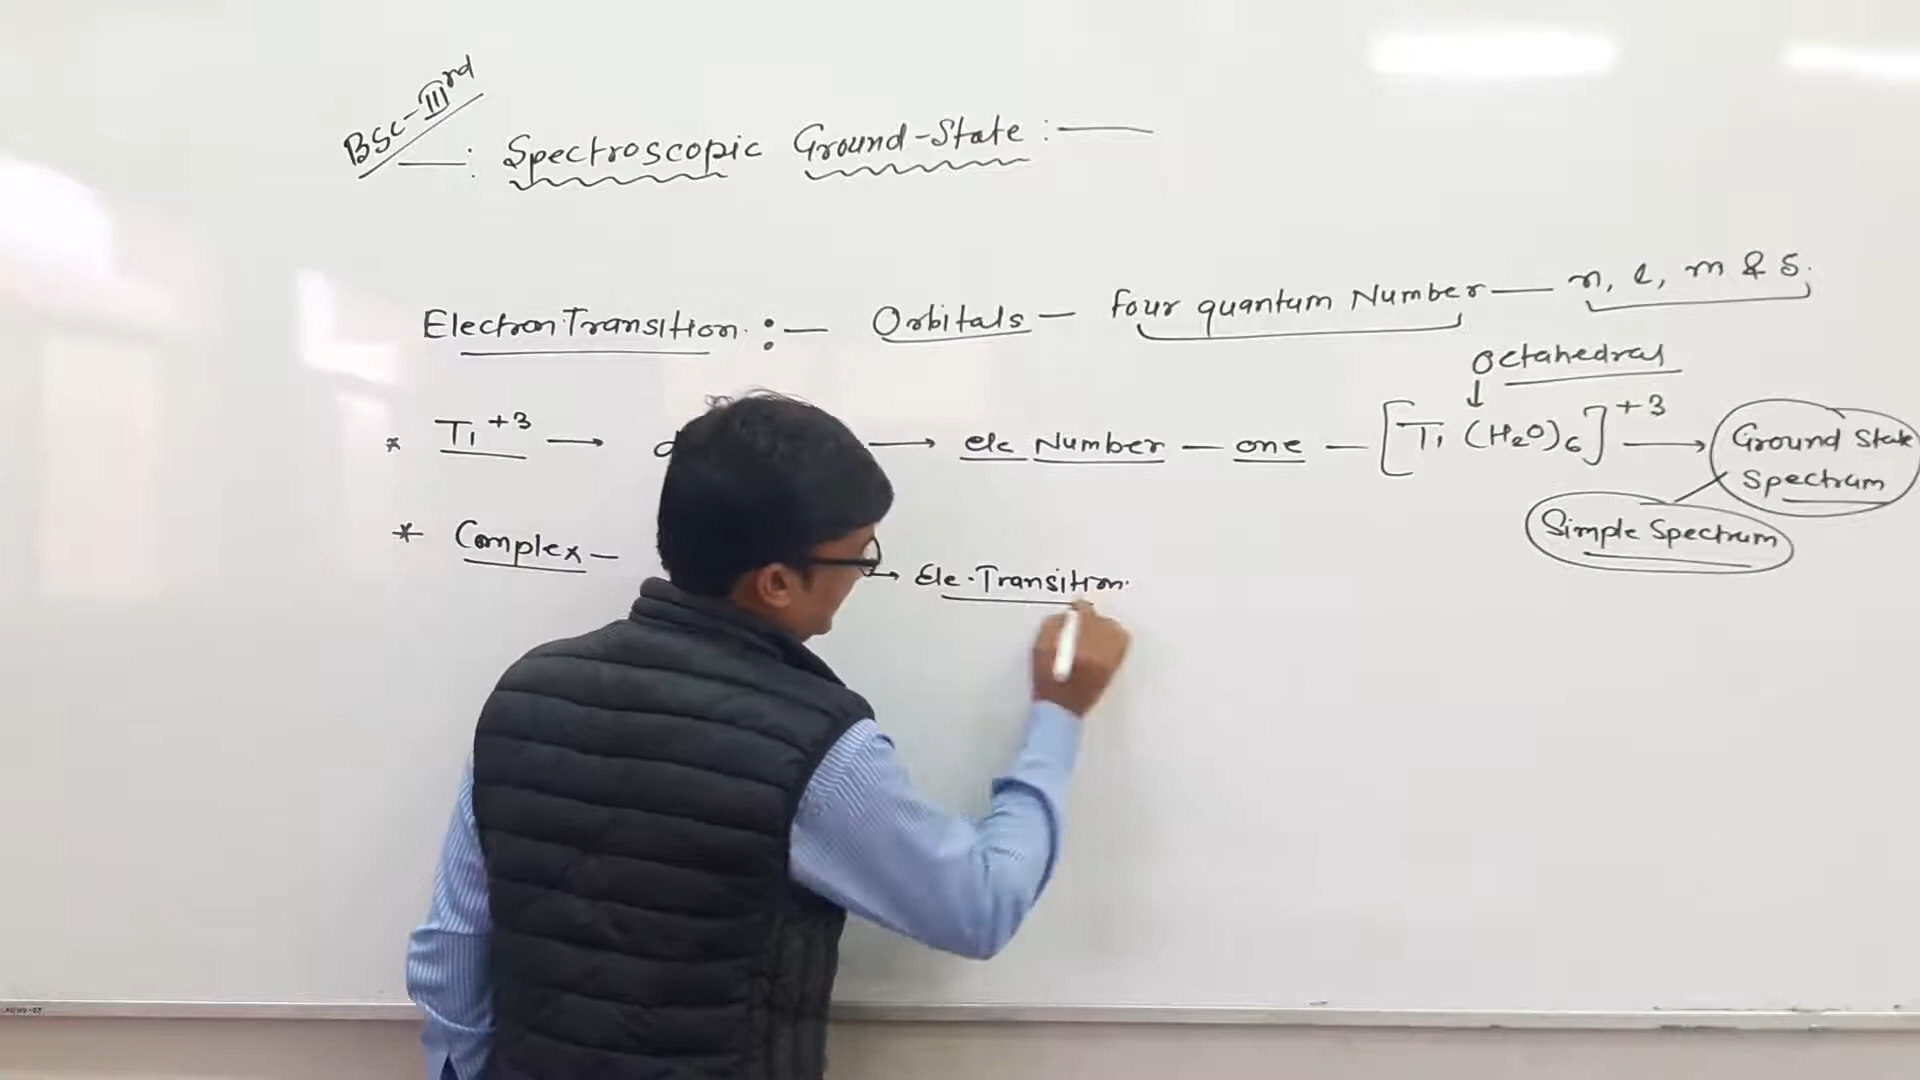 BSc-IIIrd
—: Spectroscopic Ground-State :—
Electron Transition :— Orbitals — Four quantum Number — n, l, m & s.
Octahedral
↓
* Ti+3 → d → ele Number — one — [Ti (H2O)6]+3 → Ground State
Spectrum
Simple Spectrum
* Complex —
→ Ele. Transition.